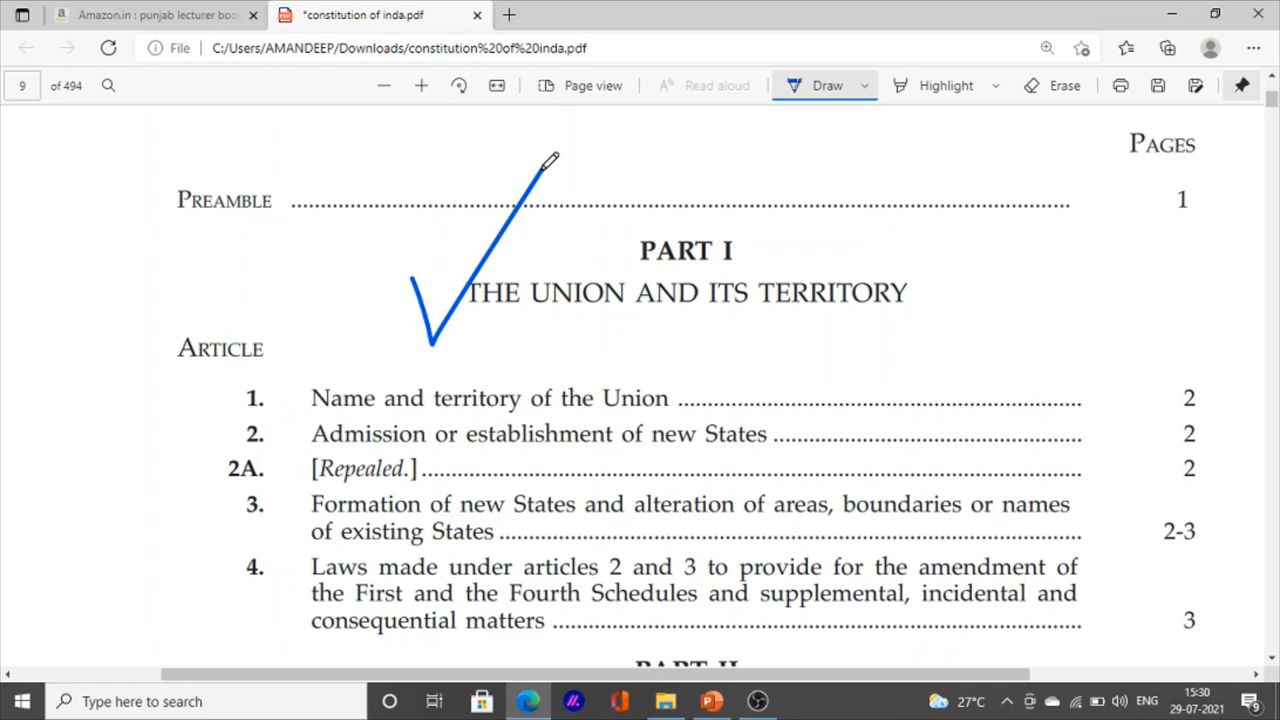 Amazon.in : punjab lecturer boo
*constitution of inda.pdf
File
C:/Users/AMANDEEP/Downloads/constitution%20of%20inda.pdf
9 of 494
Page view
Read aloud
Draw
Highlight
Erase
PAGES
PREAMBLE ........ 1
PART I
THE UNION AND ITS TERRITORY
ARTICLE
1. Name and territory of the Union ........ 2
2. Admission or establishment of new States ........ 2
2A. [Repealed.] ........ 2
3. Formation of new States and alteration of areas, boundaries or names
of existing States ........ 2-3
4. Laws made under articles 2 and 3 to provide for the amendment of
the First and the Fourth Schedules and supplemental, incidental and
consequential matters ........ 3
PART II
Type here to search
27°C
ENG
15:30
29-07-2021
9